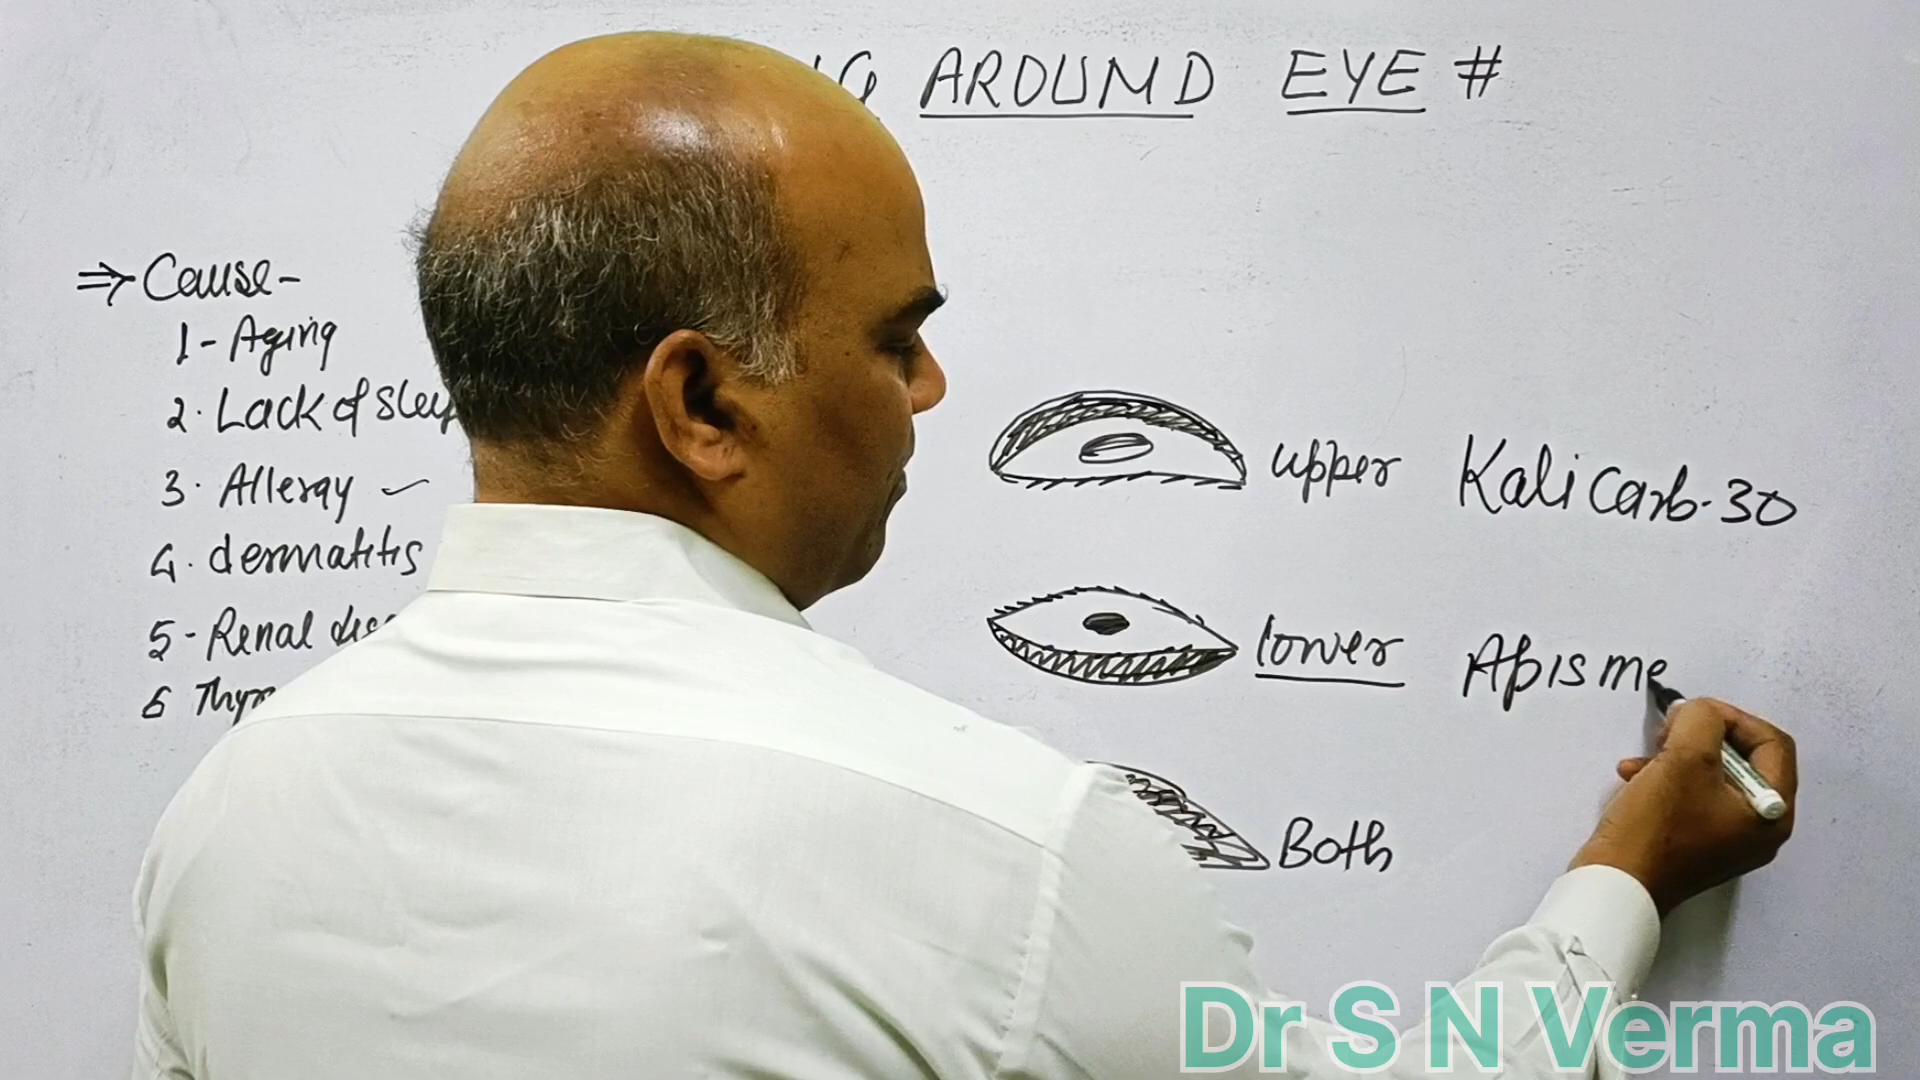 AROUND EYE #
⇒ Cause-
1- Aging
2. Lack of
3. Allergy ✓
4. dermatitis
5- Renal
6
upper Kali Carb-30
lower Apis me
Both
Dr S N Verma